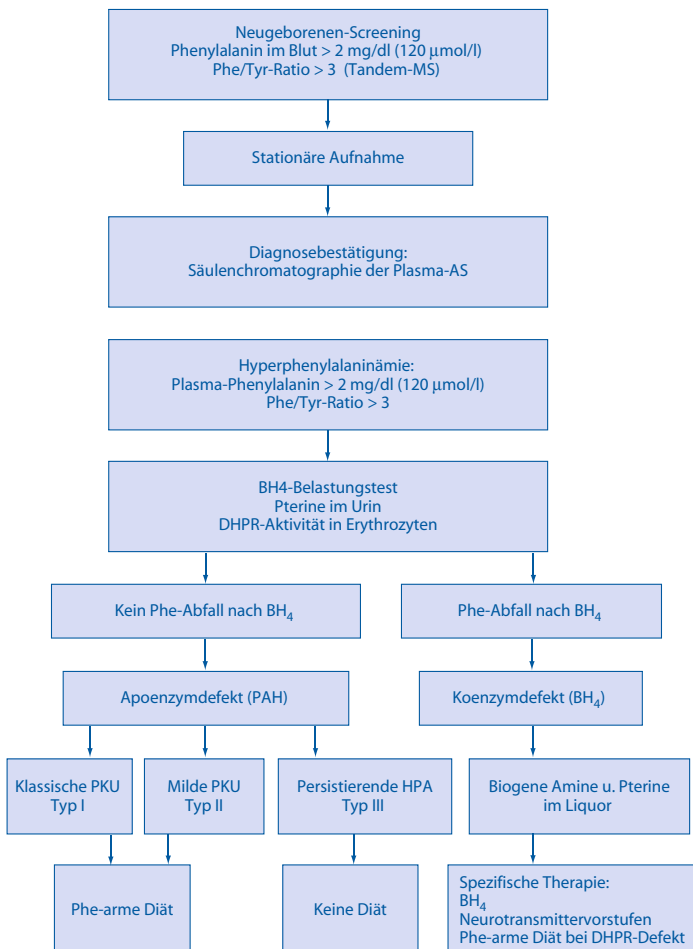 Neugeborenen-Screening
Phenylalanin im Blut > 2 mg/dl (120 μmol/l)
Phe/Tyr-Ratio > 3 (Tandem-MS)
Stationäre Aufnahme
Diagnosebestätigung:
Säulenchromatographie der Plasma-AS
Hyperphenylalaninämie:
Plasma-Phenylalanin > 2 mg/dl (120 μmol/l)
Phe/Tyr-Ratio > 3
BH4-Belastungstest
Pterine im Urin
DHPR-Aktivität in Erythrozyten
Kein Phe-Abfall nach BH₄
Phe-Abfall nach BH₄
Apoenzymdefekt (PAH)
Koenzymdefekt (BH₄)
Klassische PKU
Typ I
Milde PKU
Typ II
Persistierende HPA
Typ III
Biogene Amine u. Pterine
im Liquor
Phe-arme Diät
Keine Diät
Spezifische Therapie:
BH₄
Neurotransmittervorstufen
Phe-arme Diät bei DHPR-Defekt